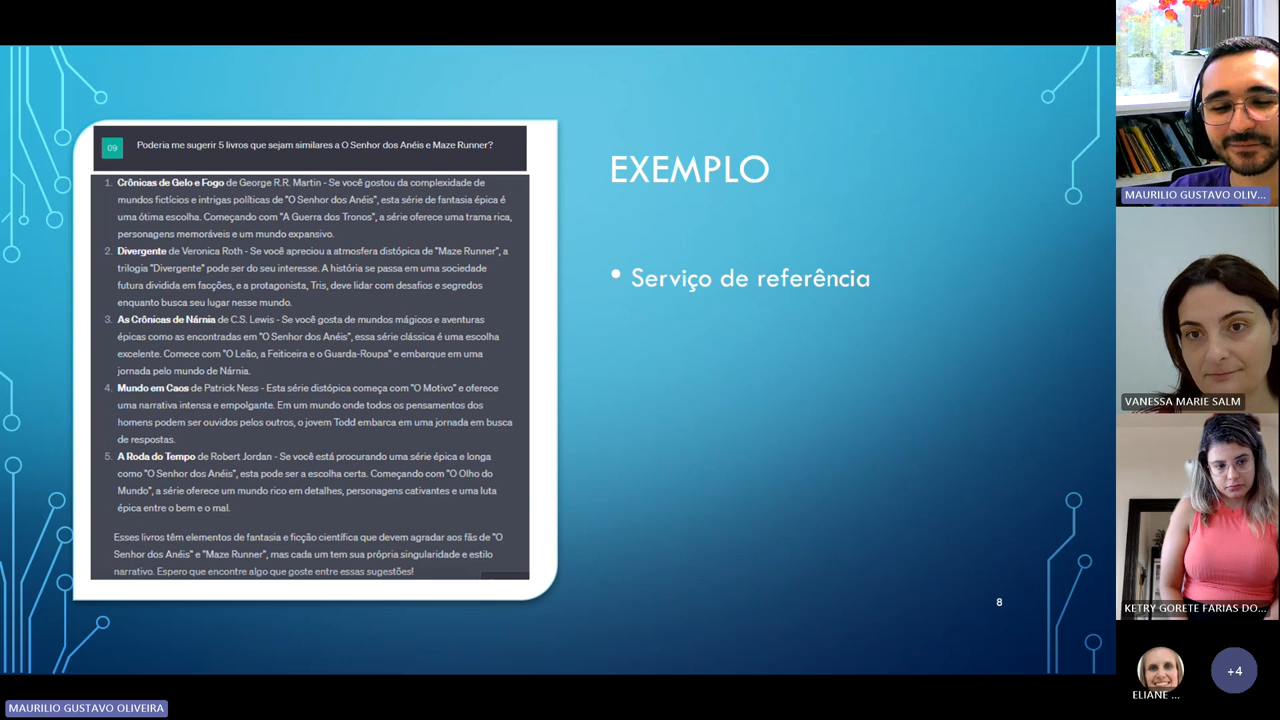 09
Poderia me sugerir 5 livros que sejam similares a O Senhor dos Anéis e Maze Runner?
1. Crônicas de Gelo e Fogo de George R.R. Martin - Se você gostou da complexidade de
mundos fictícios e intrigas políticas de "O Senhor dos Anéis", esta série de fantasia épica é
uma ótima escolha. Começando com "A Guerra dos Tronos", a série oferece uma trama rica,
personagens memoráveis e um mundo expansivo.
2. Divergente de Veronica Roth - Se você apreciou a atmosfera distópica de "Maze Runner", a
trilogia "Divergente" pode ser do seu interesse. A história se passa em uma sociedade
futura dividida em facções, e a protagonista, Tris, deve lidar com desafios e segredos
enquanto busca seu lugar nesse mundo.
3. As Crônicas de Nárnia de C.S. Lewis - Se você gosta de mundos mágicos e aventuras
épicas como as encontradas em "O Senhor dos Anéis", essa série clássica é uma escolha
excelente. Comece com "O Leão, a Feiticeira e o Guarda-Roupa" e embarque em uma
jornada pelo mundo de Nárnia.
4. Mundo em Caos de Patrick Ness - Esta série distópica começa com "O Motivo" e oferece
uma narrativa intensa e empolgante. Em um mundo onde todos os pensamentos dos
homens podem ser ouvidos pelos outros, o jovem Todd embarca em uma jornada em busca
de respostas.
5. A Roda do Tempo de Robert Jordan - Se você está procurando uma série épica e longa
como "O Senhor dos Anéis", esta pode ser a escolha certa. Começando com "O Olho do
Mundo", a série oferece um mundo rico em detalhes, personagens cativantes e uma luta
épica entre o bem e o mal.
Esses livros têm elementos de fantasia e ficção científica que devem agradar aos fãs de "O
Senhor dos Anéis" e "Maze Runner", mas cada um tem sua própria singularidade e estilo
narrativo. Espero que encontre algo que goste entre essas sugestões!
EXEMPLO
• Serviço de referência
8
MAURILIO GUSTAVO OLIV...
VANESSA MARIE SALM
KETRY GORETE FARIAS DO...
ELIANE ...
+4
MAURILIO GUSTAVO OLIVEIRA